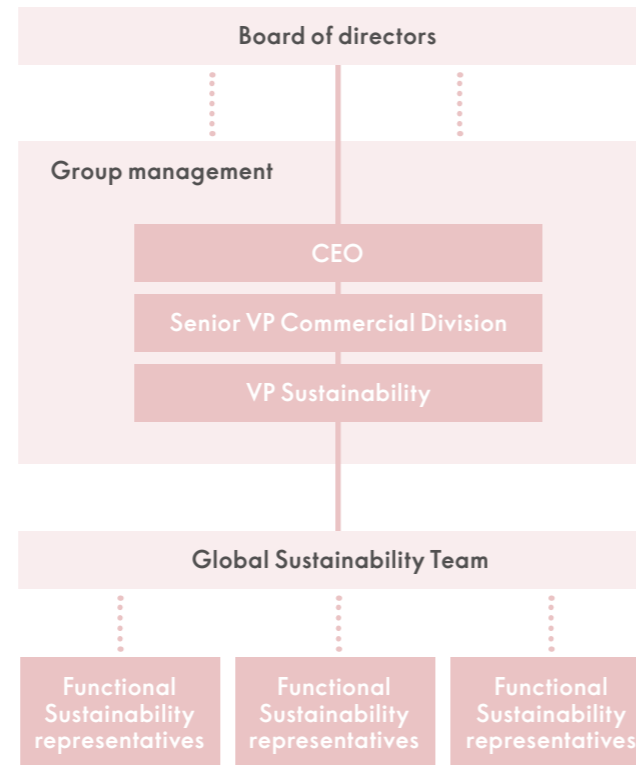 Board of directors
Group management
CEO
Senior VP Commercial Division
VP Sustainability
Global Sustainability Team
Functional
Sustainability
representatives
Functional
Sustainability
representatives
Functional
Sustainability
representatives